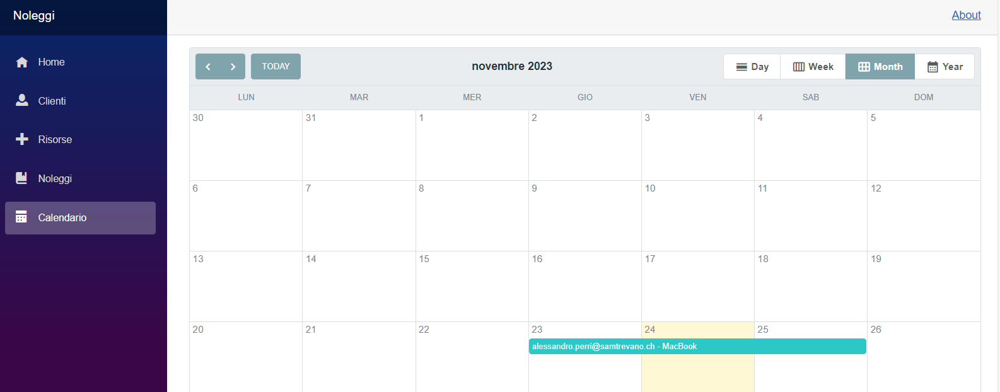 Noleggi
About
Home
Clienti
Risorse
Noleggi
Calendario
TODAY
novembre 2023
Day Week Month Year
LUN MAR MER GIO VEN SAB DOM
30 31 1 2 3 4 5
6 7 8 9 10 11 12
13 14 15 16 17 18 19
20 21 22 23 24 25 26
alessandro.perri@samtrevano.ch - MacBook